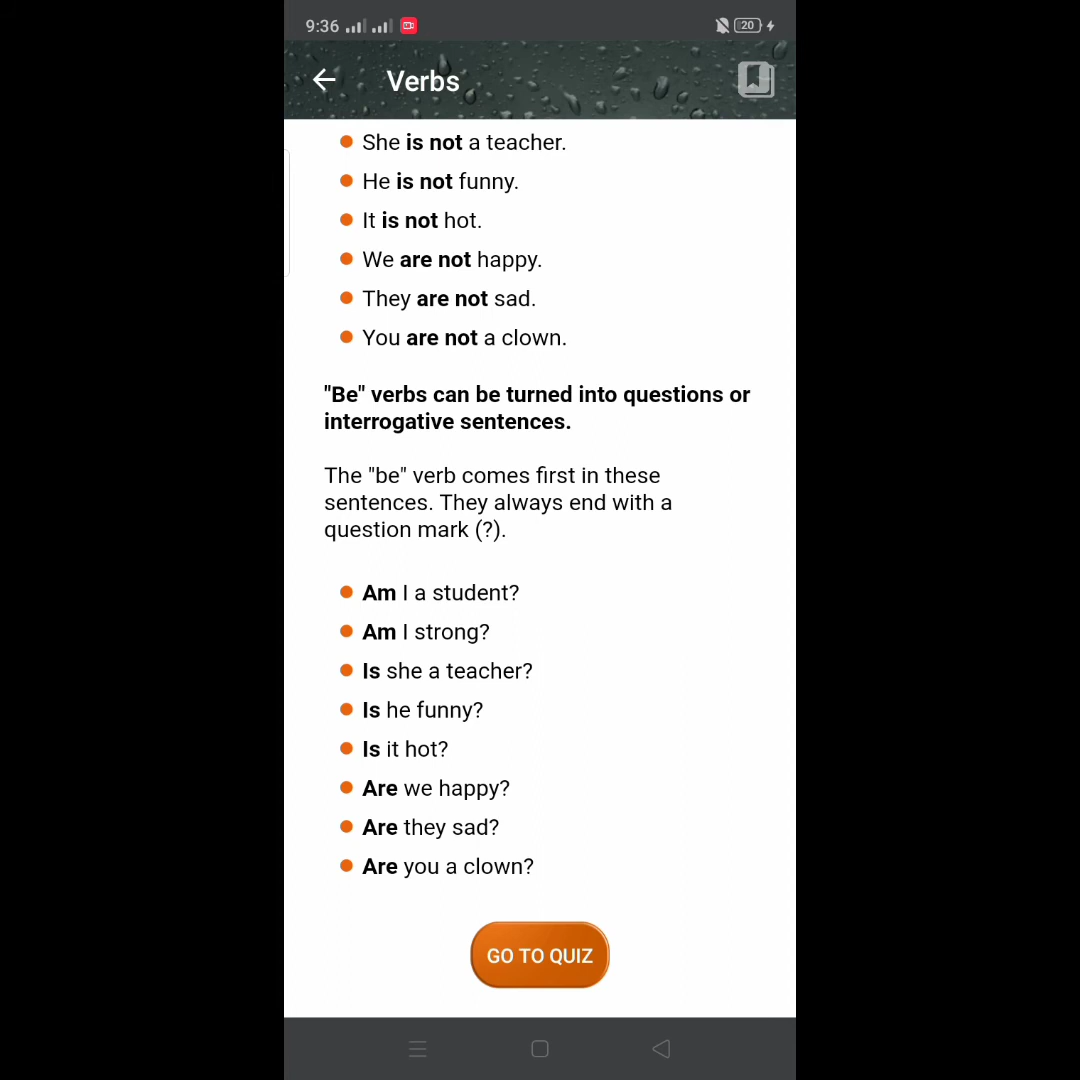 9:36
20
Verbs
She is not a teacher.
He is not funny.
It is not hot.
We are not happy.
They are not sad.
You are not a clown.
"Be" verbs can be turned into questions or
interrogative sentences.
The "be" verb comes first in these
sentences. They always end with a
question mark (?).
Am I a student?
Am I strong?
Is she a teacher?
Is he funny?
Is it hot?
Are we happy?
Are they sad?
Are you a clown?
GO TO QUIZ